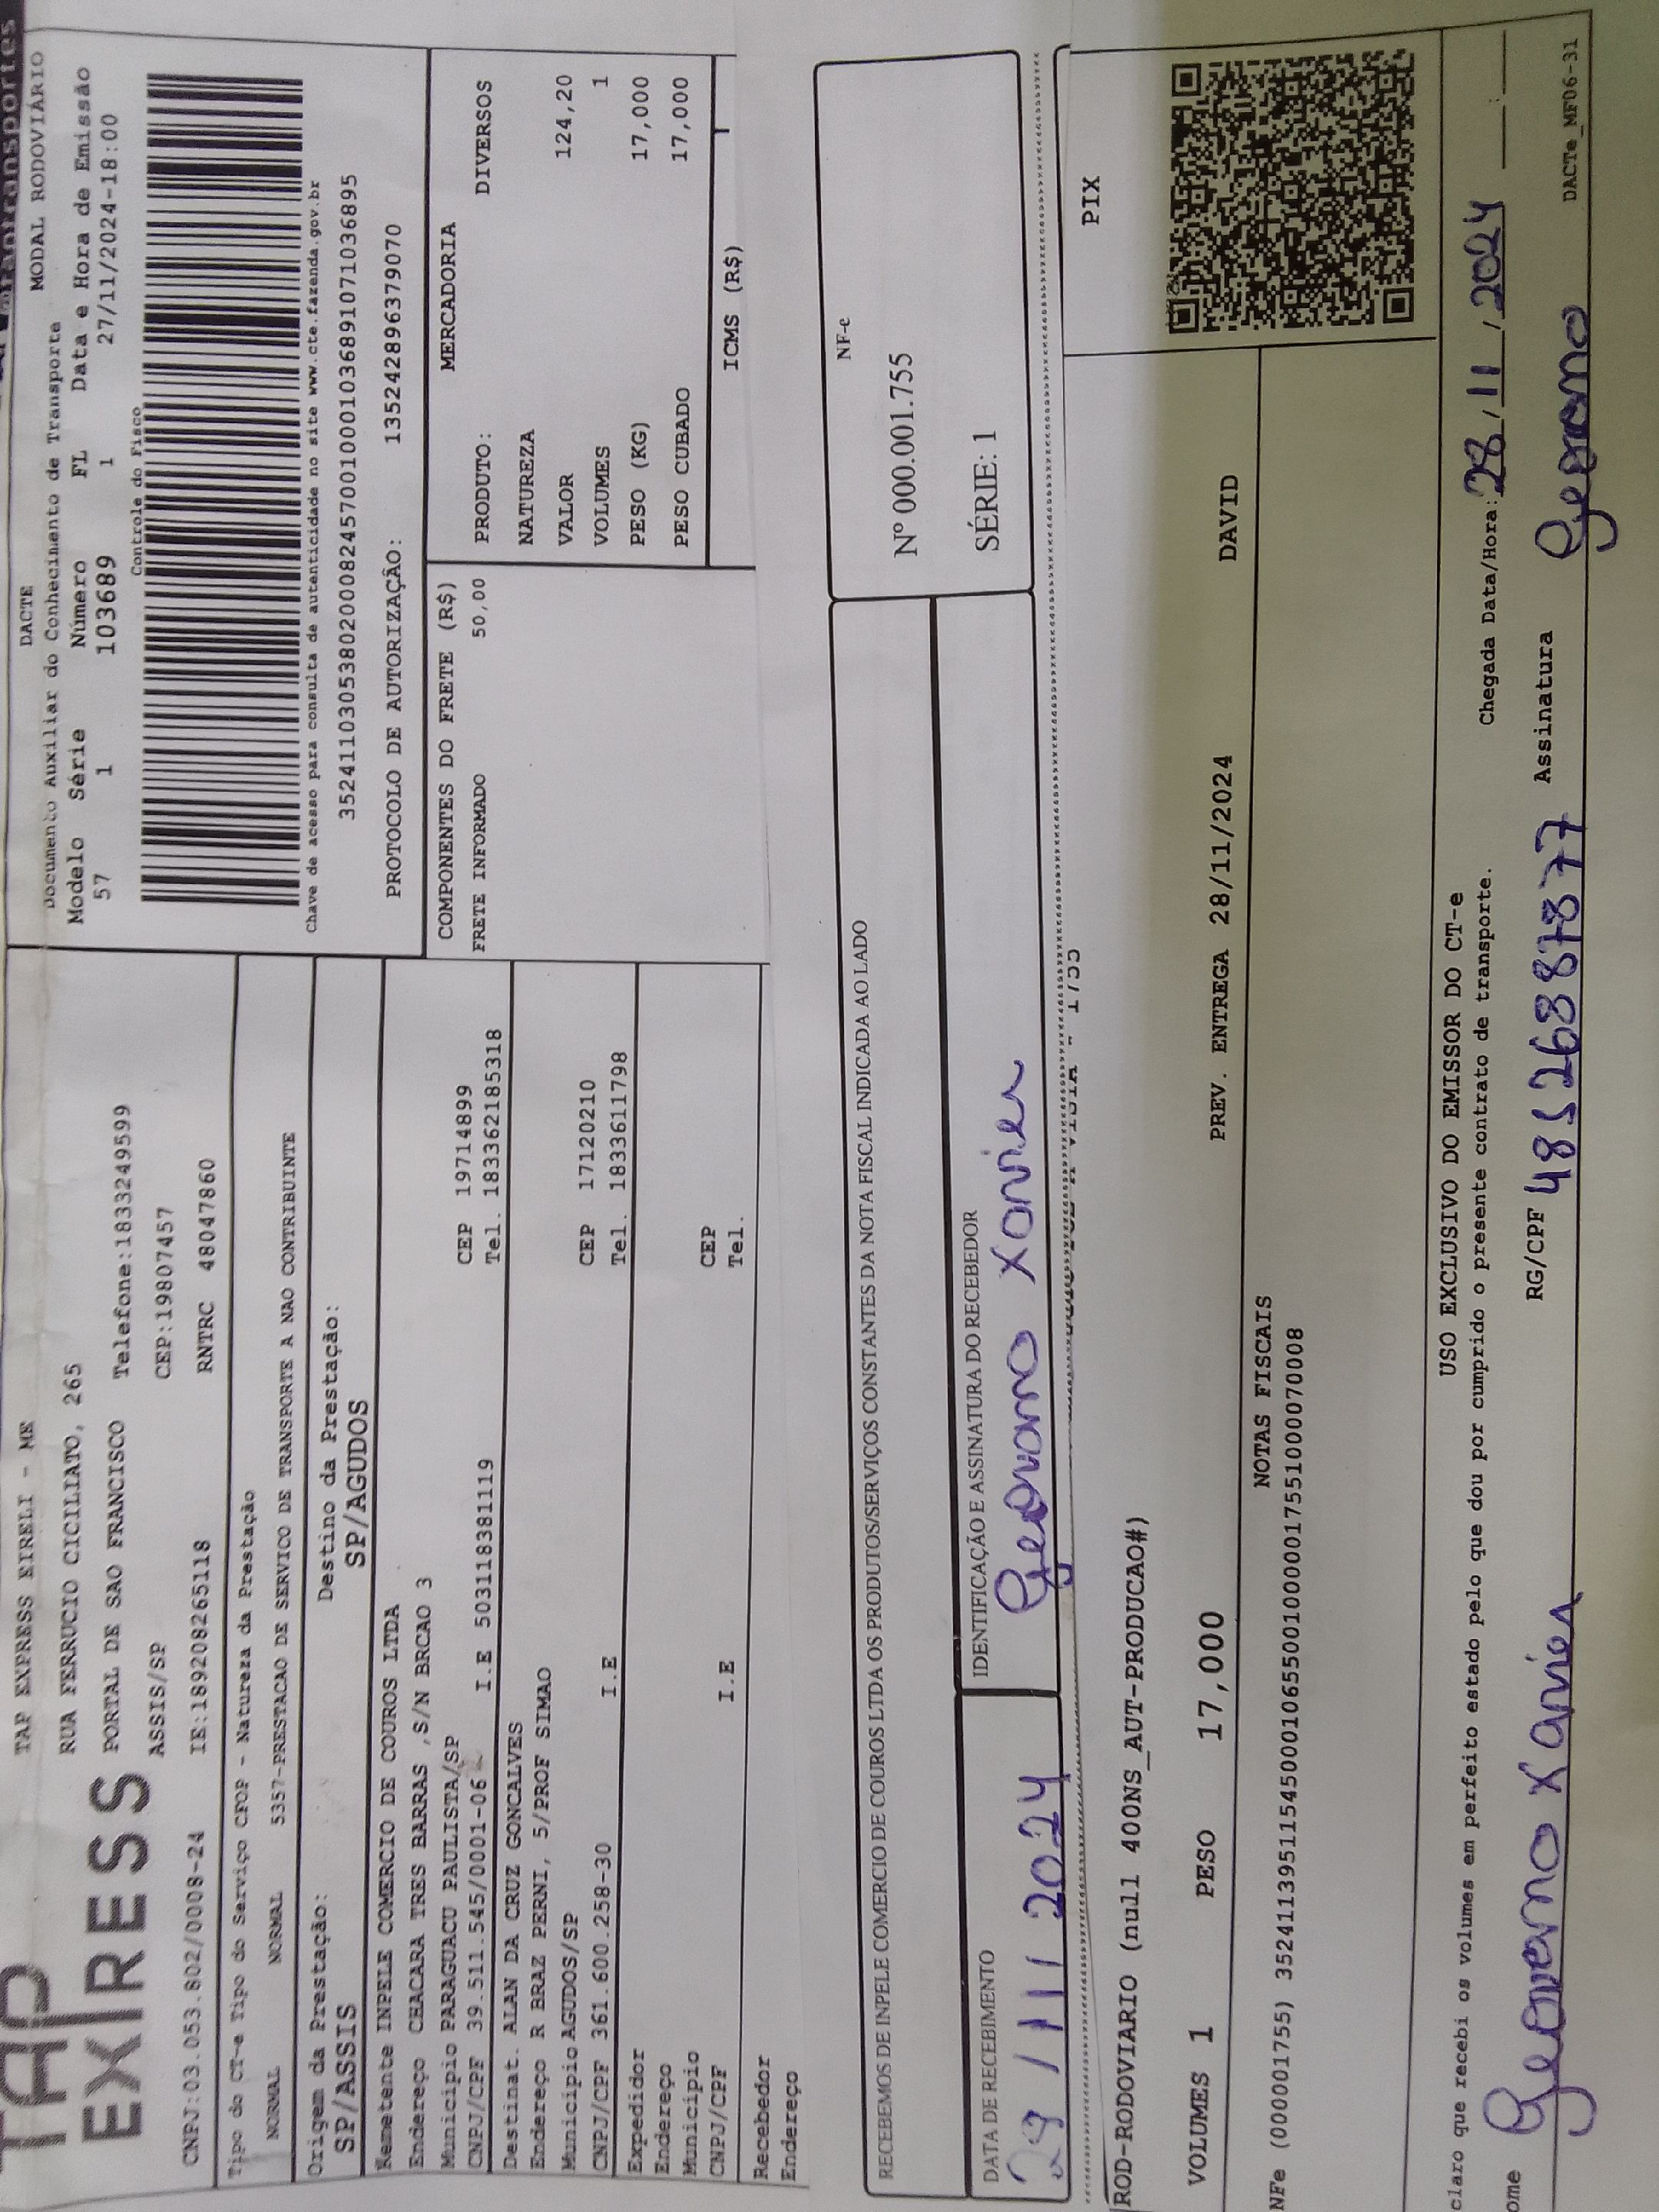 TAP
EX|RESS
TAP EXPRESS EIRELI - ME
RUA FERRUCIO CICILIATO, 265
PORTAL DE SAO FRANCISCO Telefone:1833249599
ASSIS/SP CEP:19807457
CNPJ:03.053.802/0008-24 IE:189208265118 RNTRC 48047860
Tipo do CT-e Tipo do Serviço CFOP - Natureza da Prestação
NORMAL NORMAL 5357-PRESTACAO DE SERVICO DE TRANSPORTE A NAO CONTRIBUINTE
Origem da Prestação: Destino da Prestação:
SP/ASSIS SP/AGUDOS
DACTE MODAL RODOVIÁRIO
Documento Auxiliar do Conhecimento de Transporte
Modelo Série Número FL Data e Hora de Emissão
57 1 103689 1 27/11/2024-18:00
Controle do Fisco
Chave de acesso para consulta de autenticidade no site www.cte.fazenda.gov.br
35241103053802000824570010001036891071036895
PROTOCOLO DE AUTORIZAÇÃO: 135242896379070
Remetente INPELE COMERCIO DE COUROS LTDA
Endereço CHACARA TRES BARRAS ,S/N BRCAO 3
Município PARAGUACU PAULISTA/SP CEP 19714899
CNPJ/CPF 39.511.545/0001-06 I.E 503118381119 Tel. 183362185318
Destinat. ALAN DA CRUZ GONCALVES
Endereço R BRAZ PERNI, 5/PROF SIMAO
Município AGUDOS/SP CEP 17120210
CNPJ/CPF 361.600.258-30 I.E Tel. 1833611798
Expedidor
Endereço
Município CEP
CNPJ/CPF I.E Tel.
Recebedor
Endereço
COMPONENTES DO FRETE (R$)
FRETE INFORMADO 50,00
MERCADORIA
PRODUTO: DIVERSOS
NATUREZA
VALOR 124,20
VOLUMES 1
PESO (KG) 17,000
PESO CUBADO 17,000
ICMS (R$)
RECEBEMOS DE INPELE COMERCIO DE COUROS LTDA OS PRODUTOS/SERVIÇOS CONSTANTES DA NOTA FISCAL INDICADA AO LADO
NF-e
Nº 000.001.755
SÉRIE: 1
DATA DE RECEBIMENTO IDENTIFICAÇÃO E ASSINATURA DO RECEBEDOR
29/11/2024 Geovana Xavier
ROD-RODOVIARIO (null 400NS_AUT-PRODUCAO#)
PIX
VOLUMES 1 PESO 17,000 PREV. ENTREGA 28/11/2024 DAVID
NOTAS FISCAIS
NFe (00001755) 35241139511545000106550010000017551000070008
USO EXCLUSIVO DO EMISSOR DO CT-e
claro que recebi os volumes em perfeito estado pelo que dou por cumprido o presente contrato de transporte. Chegada Data/Hora: 28/11/2024 :
ome Geovana Xavier RG/CPF 48526887877 Assinatura Geovana
DACTe_MF06-31